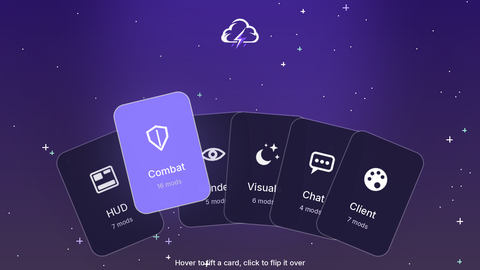 HUD
7 mods
Combat
16 mods
5 mods
Visual
6 mods
Chat
4 mods
Client
7 mods
Hover to lift a card, click to flip it over